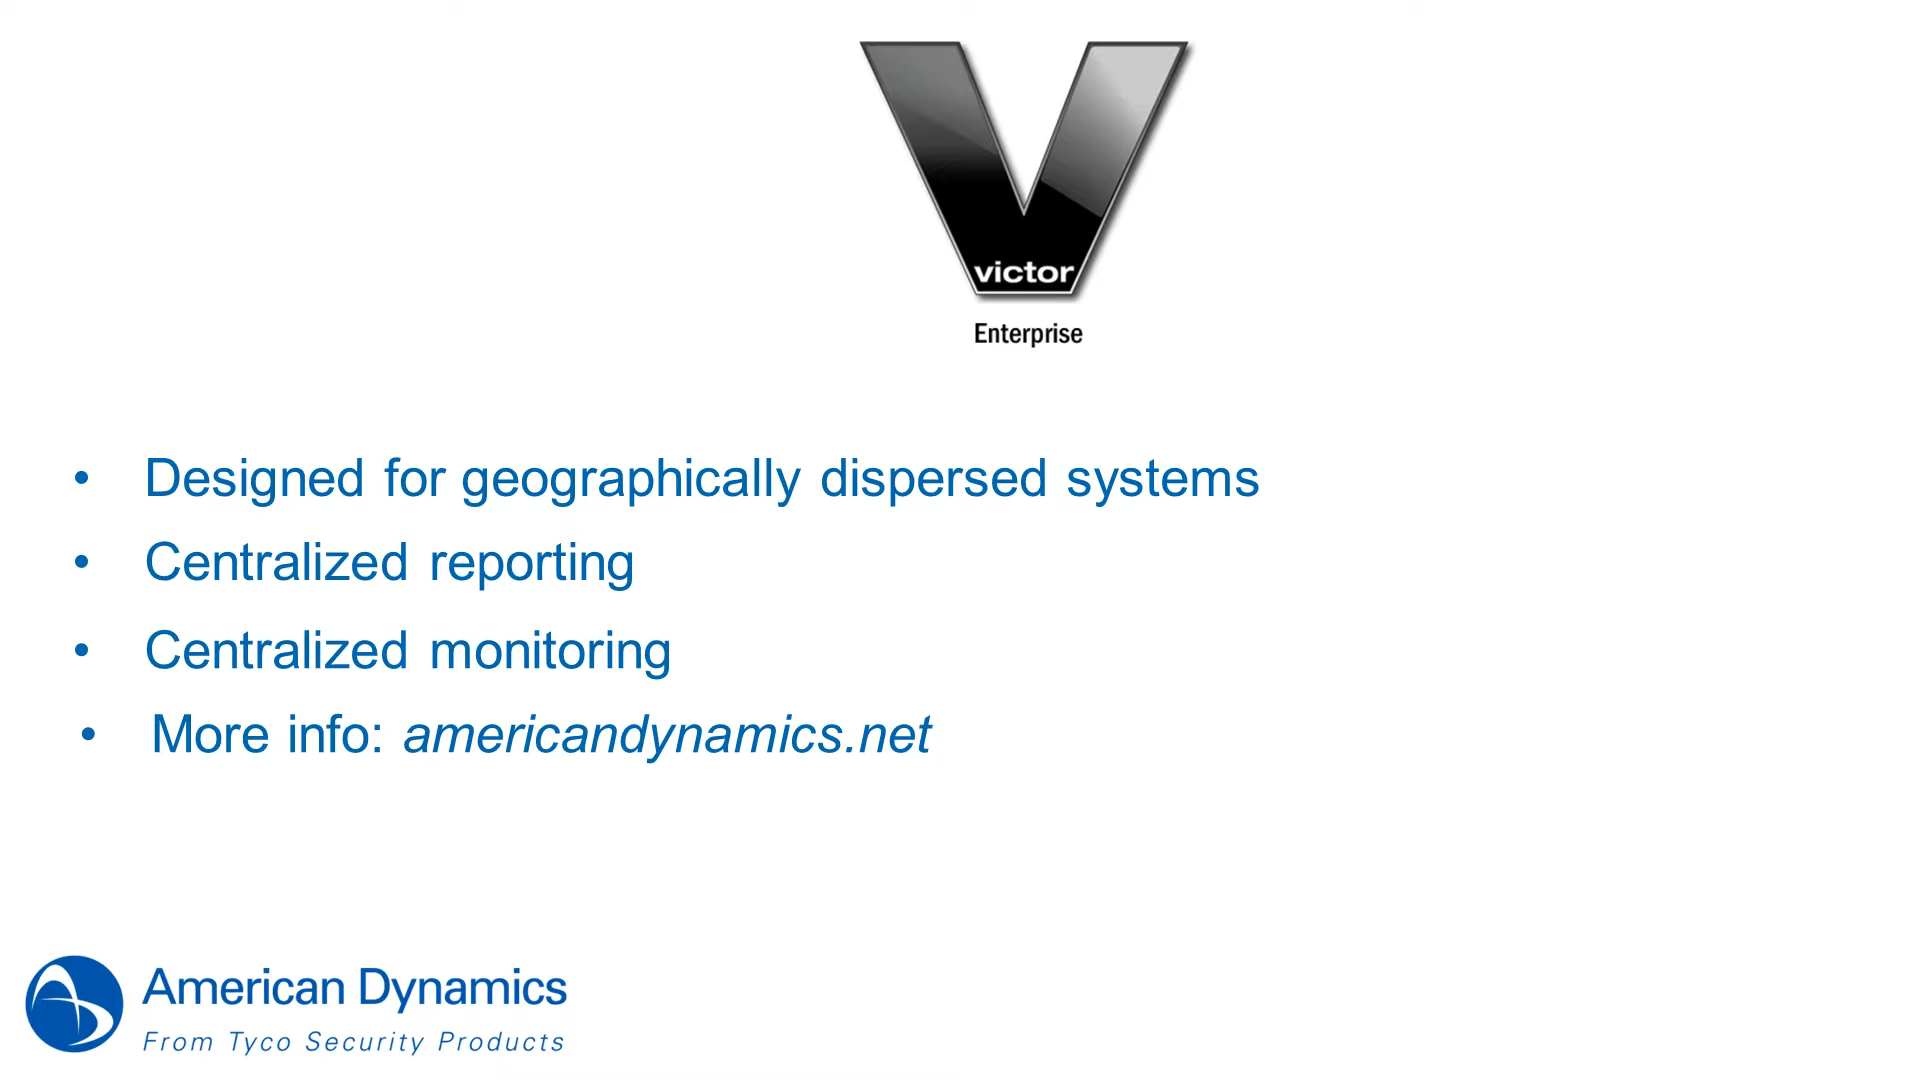 victor
Enterprise
• Designed for geographically dispersed systems
• Centralized reporting
• Centralized monitoring
• More info: americandynamics.net
American Dynamics
From Tyco Security Products